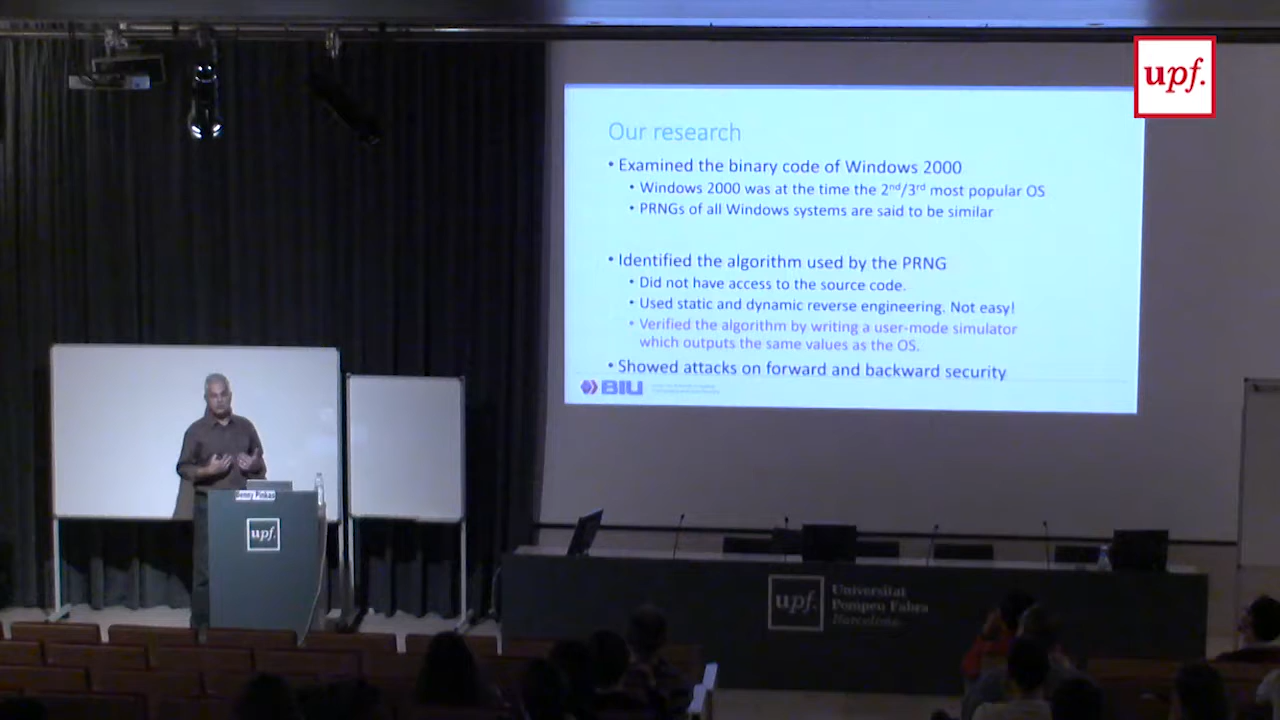 upf.
Our research
• Examined the binary code of Windows 2000
• Windows 2000 was at the time the 2nd/3rd most popular OS
• PRNGs of all Windows systems are said to be similar
• Identified the algorithm used by the PRNG
• Did not have access to the source code.
• Used static and dynamic reverse engineering. Not easy!
• Verified the algorithm by writing a user-mode simulator
which outputs the same values as the OS.
• Showed attacks on forward and backward security
BIU
Benny Pinkas
upf.
upf.
Universitat
Pompeu Fabra
Barcelona